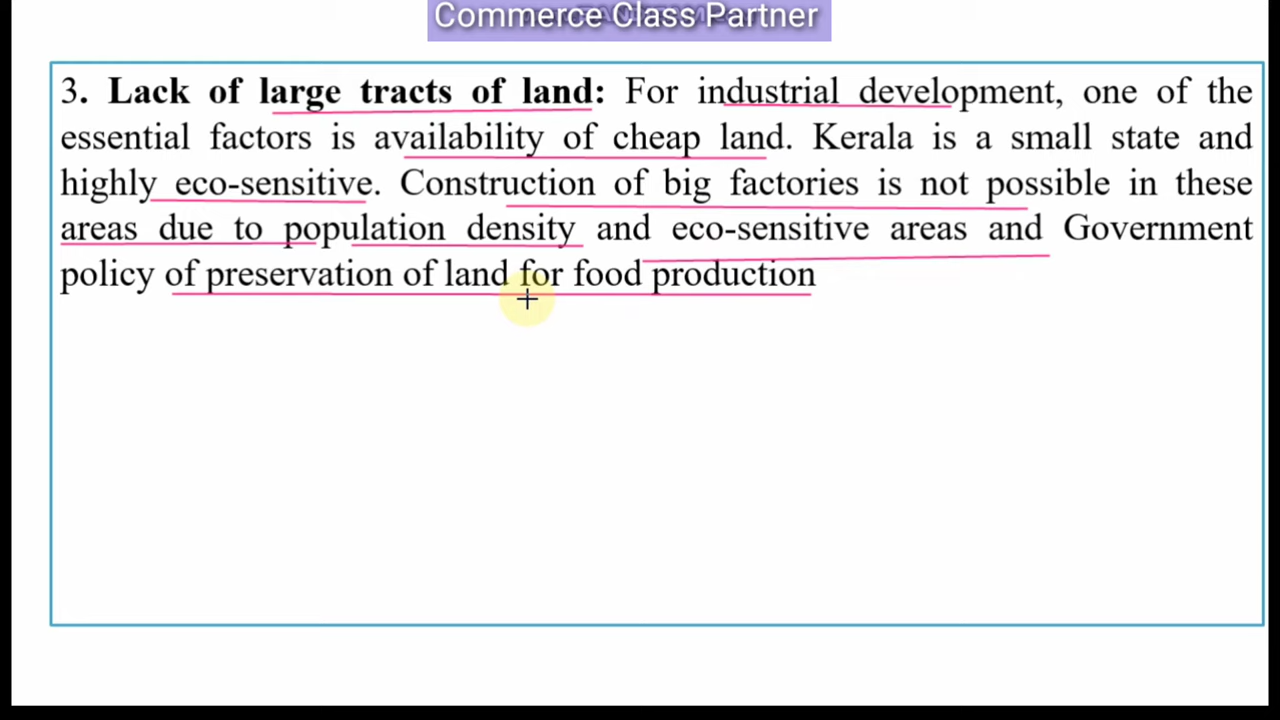 Commerce Class Partner
3. Lack of large tracts of land: For industrial development, one of the
essential factors is availability of cheap land. Kerala is a small state and
highly eco-sensitive. Construction of big factories is not possible in these
areas due to population density and eco-sensitive areas and Government
policy of preservation of land for food production